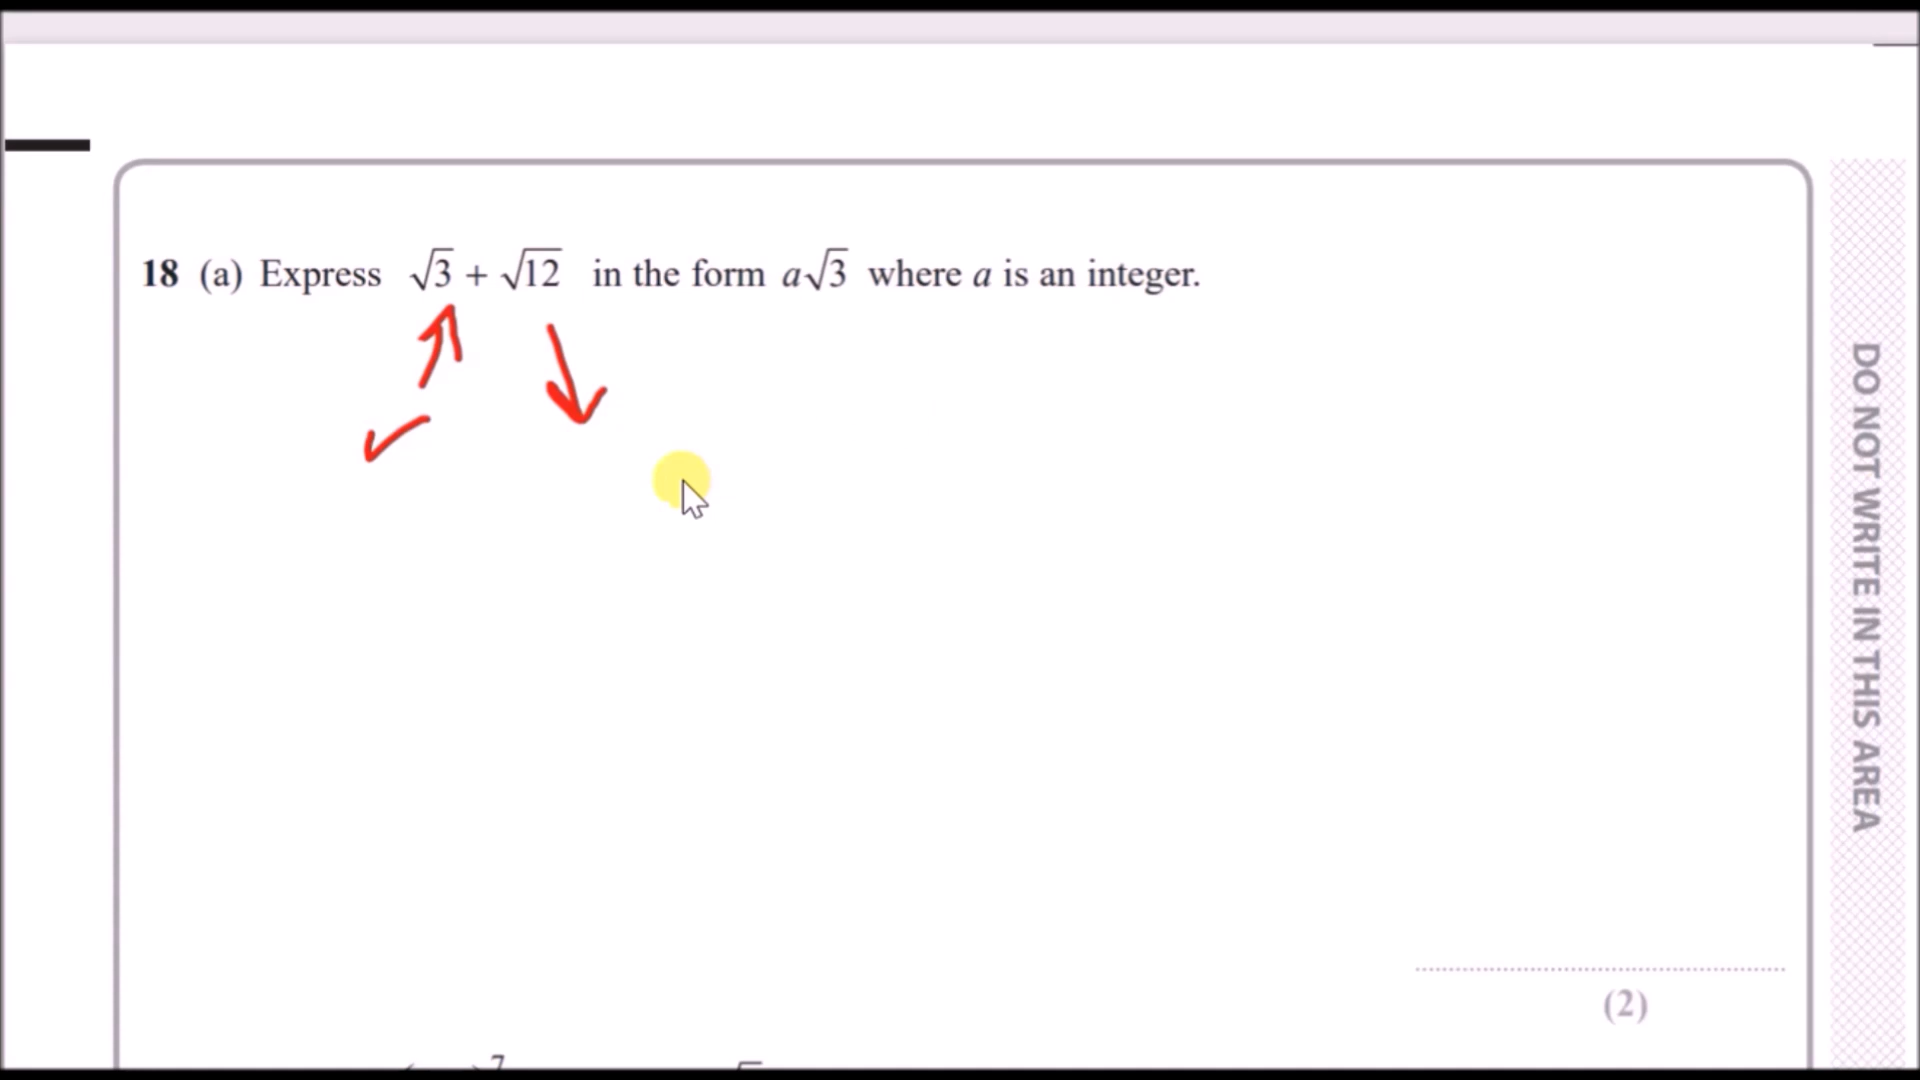 18 (a) Express √3 + √12 in the form a√3 where a is an integer.
(2)
DO NOT WRITE IN THIS AREA